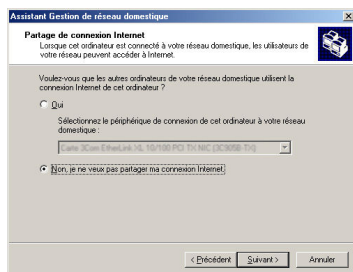 Assistant Gestion de réseau domestique
Partage de connexion Internet
Lorsque cet ordinateur est connecté à votre réseau domestique, les utilisateurs de
votre réseau peuvent accéder à Internet.
Voulez-vous que les autres ordinateurs de votre réseau domestique utilisent la
connexion Internet de cet ordinateur ?
Oui
Sélectionnez le périphérique de connexion de cet ordinateur à votre réseau
domestique :
Carte 3Com EtherLink XL 10/100 PCI TX NIC (3C905B-TX)
Non, je ne veux pas partager ma connexion Internet.
< Précédent Suivant > Annuler